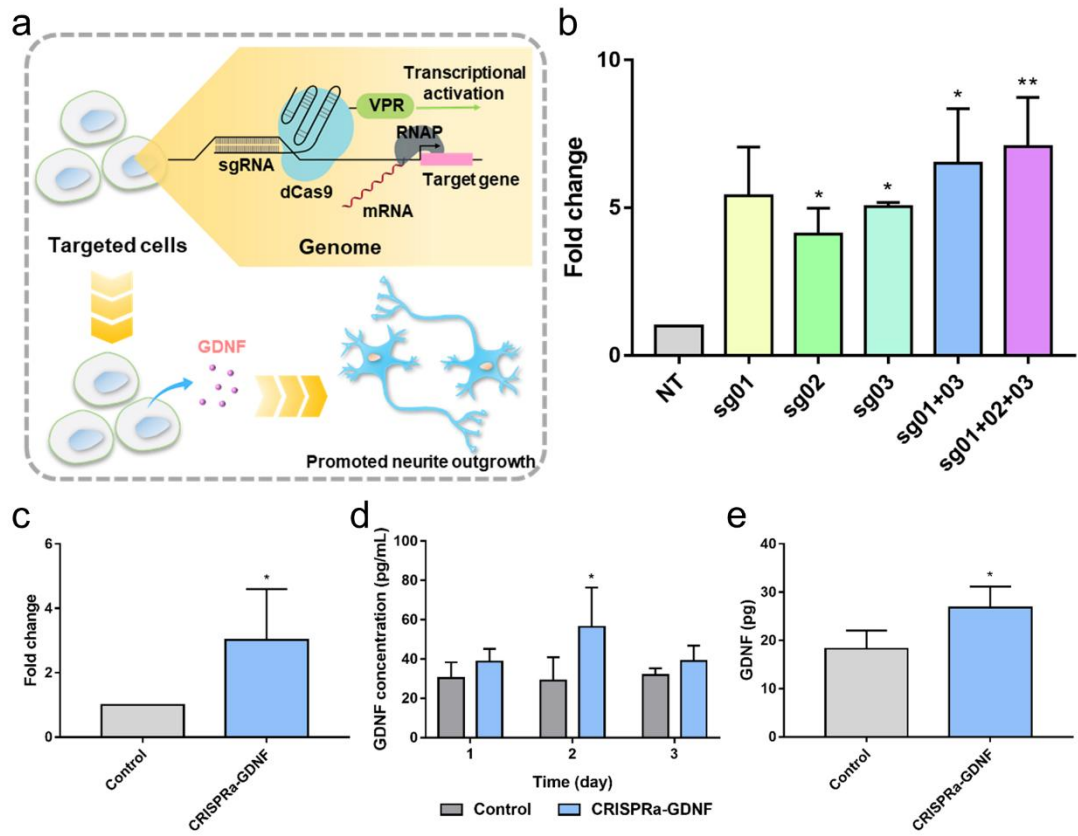 a
Transcriptional
activation
VPR
RNAP
sgRNA
Target gene
dCas9
mRNA
Targeted cells
Genome
GDNF
Promoted neurite outgrowth
b
Fold change
10
5
0
NT
sg01
sg02
sg03
sg01+03
sg01+02+03
*
*
*
**
c
Fold change
6
4
2
0
*
Control
CRISPRa-GDNF
d
GDNF concentration (pg/mL)
100
80
60
40
20
0
*
1 2 3
Time (day)
Control CRISPRa-GDNF
e
GDNF (pg)
40
30
20
10
0
*
Control
CRISPRa-GDNF